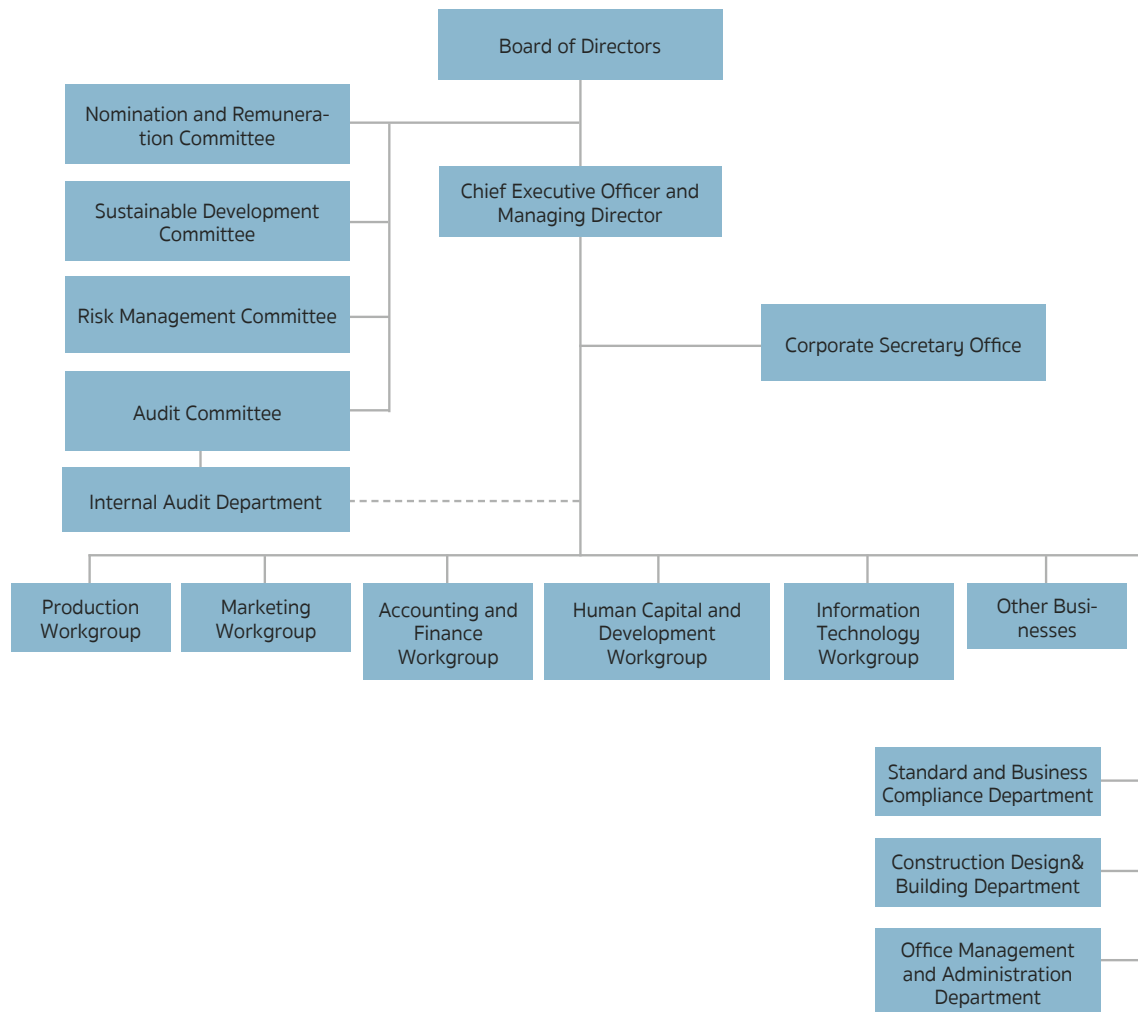 Board of Directors
Nomination and Remunera-
tion Committee
Chief Executive Officer and
Managing Director
Sustainable Development
Committee
Risk Management Committee
Corporate Secretary Office
Audit Committee
Internal Audit Department
Production
Workgroup
Marketing
Workgroup
Accounting and
Finance
Workgroup
Human Capital and
Development
Workgroup
Information
Technology
Workgroup
Other Busi-
nesses
Standard and Business
Compliance Department
Construction Design&
Building Department
Office Management
and Administration
Department